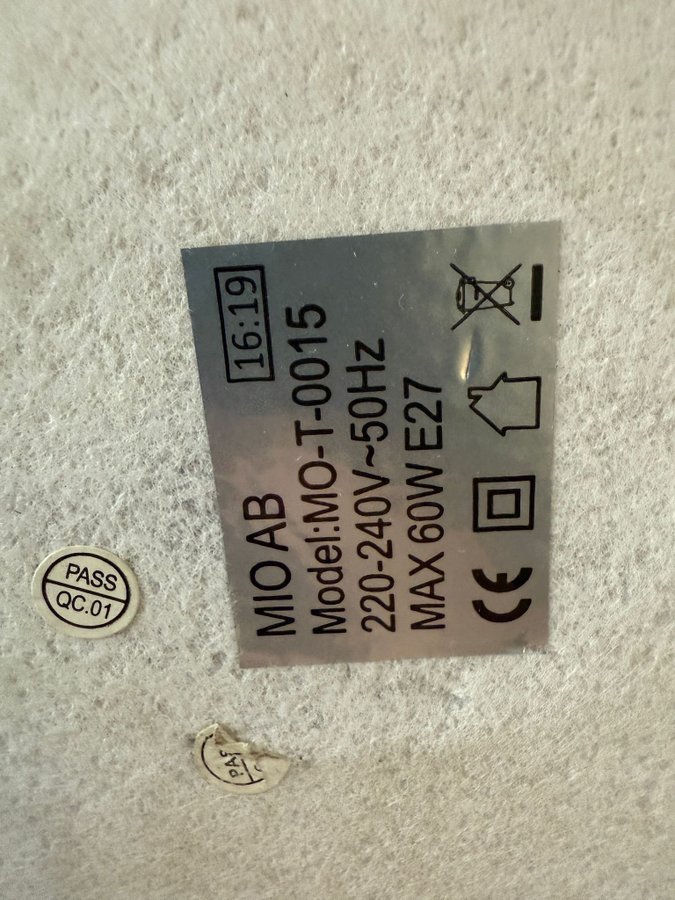 16:19
MIO AB
Model:MO-T-0015
220-240V~50Hz
MAX 60W E27
CE
PASS
QC.01